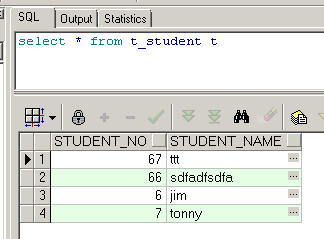 SQL Output Statistics
select * from t_student t
STUDENT_NO STUDENT_NAME
1 67 ttt
2 66 sdfadfsdfa
3 6 jim
4 7 tonny